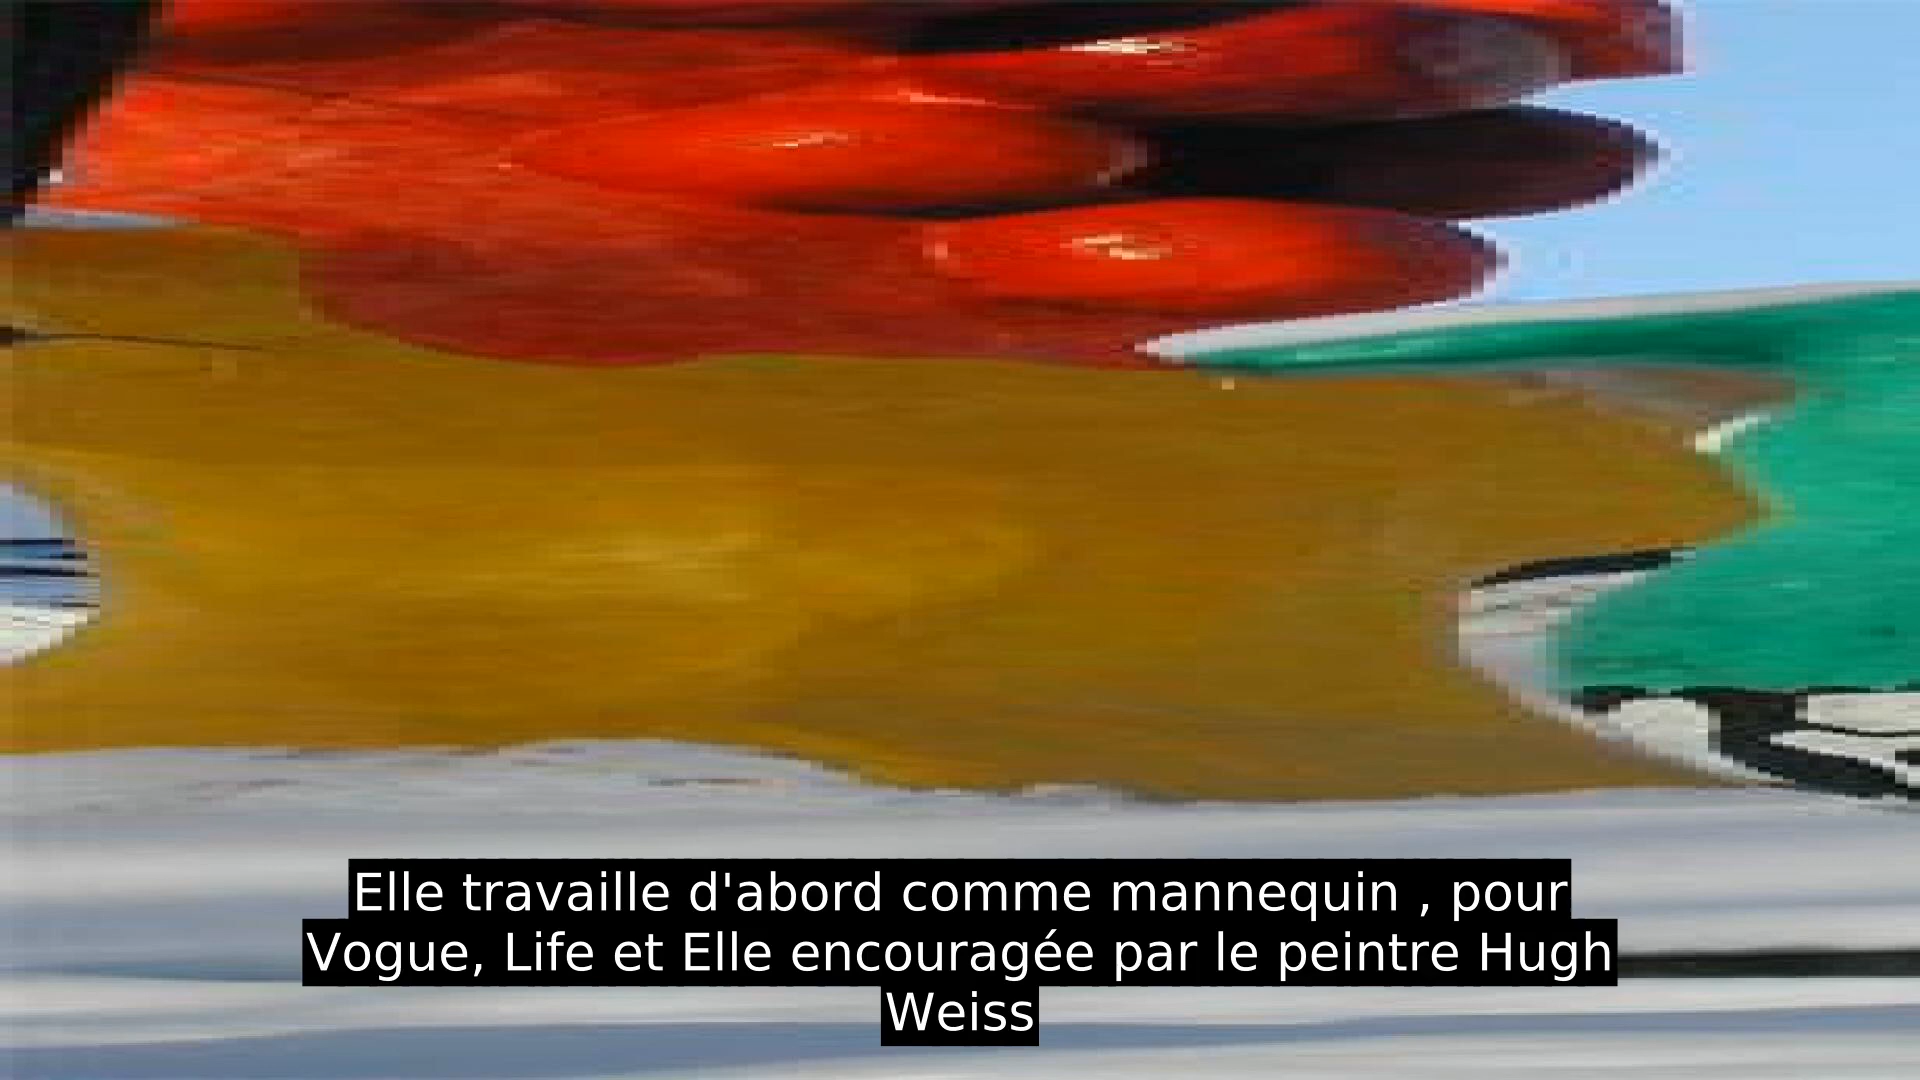 Elle travaille d'abord comme mannequin , pour
Vogue, Life et Elle encouragée par le peintre Hugh
Weiss